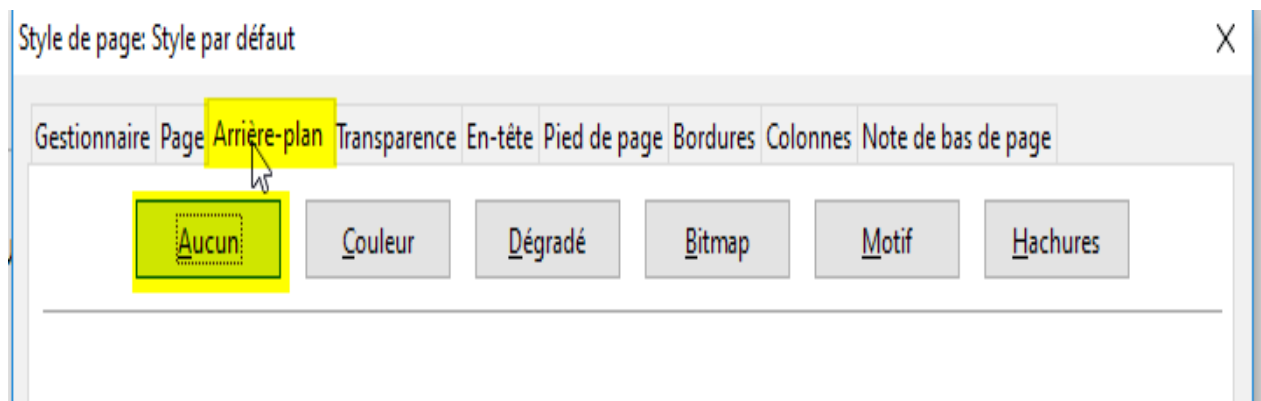 Style de page: Style par défaut
Gestionnaire Page Arrière-plan Transparence En-tête Pied de page Bordures Colonnes Note de bas de page
Aucun Couleur Dégradé Bitmap Motif Hachures